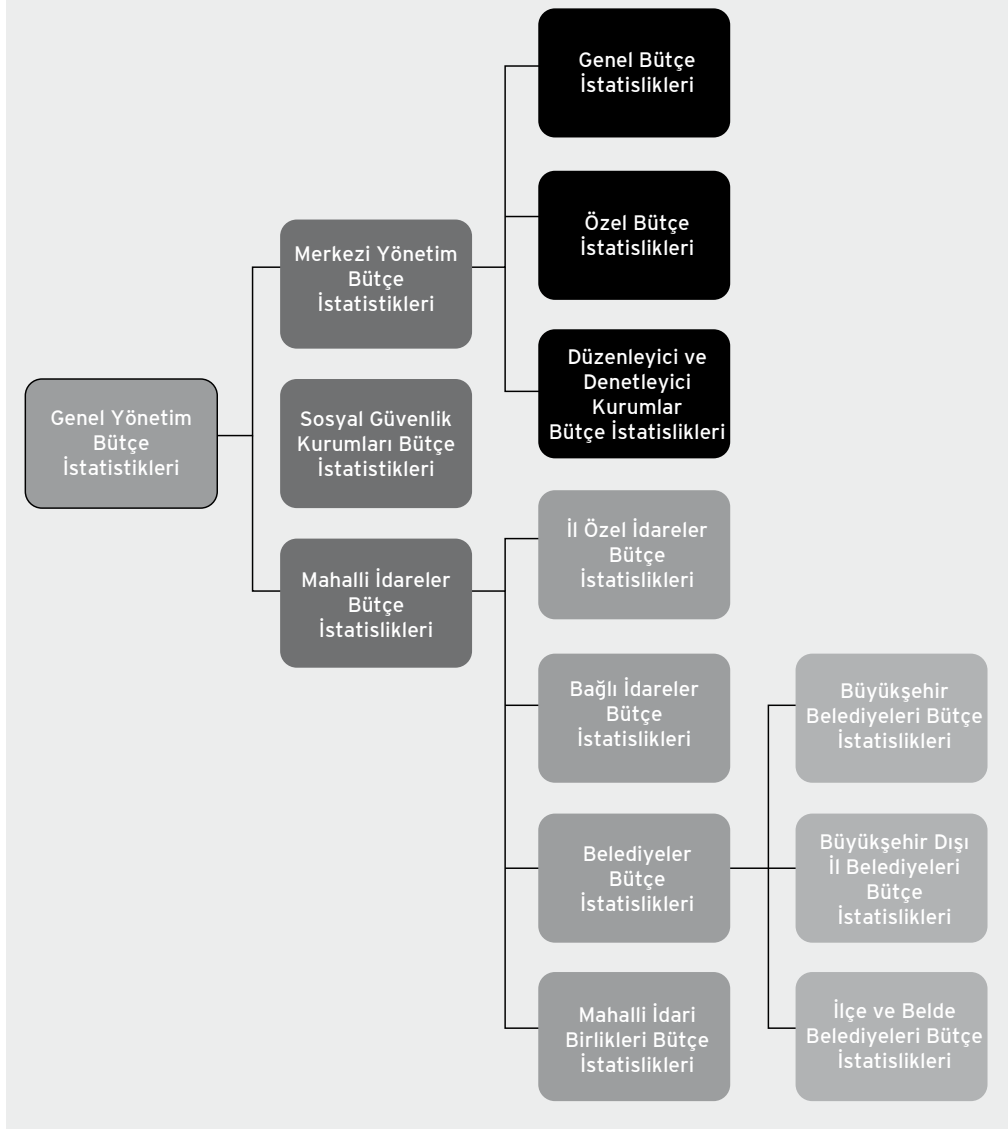 Genel Yönetim
Bütçe
İstatistikleri
Merkezi Yönetim
Bütçe
İstatistikleri
Genel Bütçe
İstatislikleri
Özel Bütçe
İstatislikleri
Düzenleyici ve
Denetleyici
Kurumlar
Bütçe İstatislikleri
Sosyal Güvenlik
Kurumları Bütçe
İstatistikleri
Mahalli İdareler
Bütçe
İstatislikleri
İl Özel İdareler
Bütçe
İstatislikleri
Bağlı İdareler
Bütçe
İstatislikleri
Belediyeler
Bütçe
İstatislikleri
Büyükşehir
Belediyeleri Bütçe
İstatislikleri
Büyükşehir Dışı
İl Belediyeleri
Bütçe
İstatislikleri
İlçe ve Belde
Belediyeleri Bütçe
İstatislikleri
Mahalli İdari
Birlikleri Bütçe
İstatislikleri